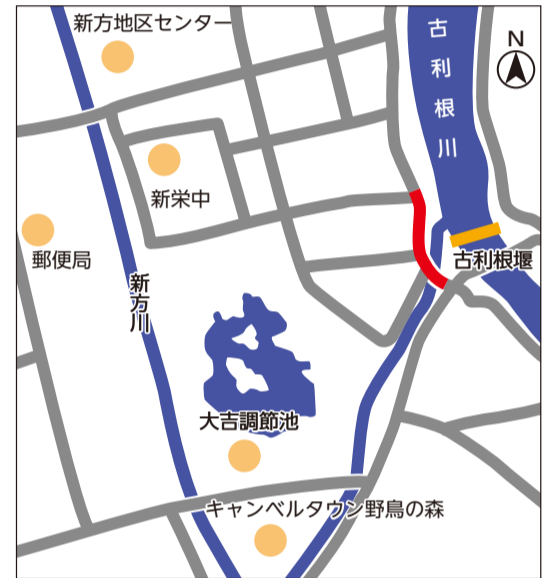 新方地区センター
古利根川
N
新栄中
郵便局
新方川
古利根堰
大吉調節池
キャンベルタウン野鳥の森